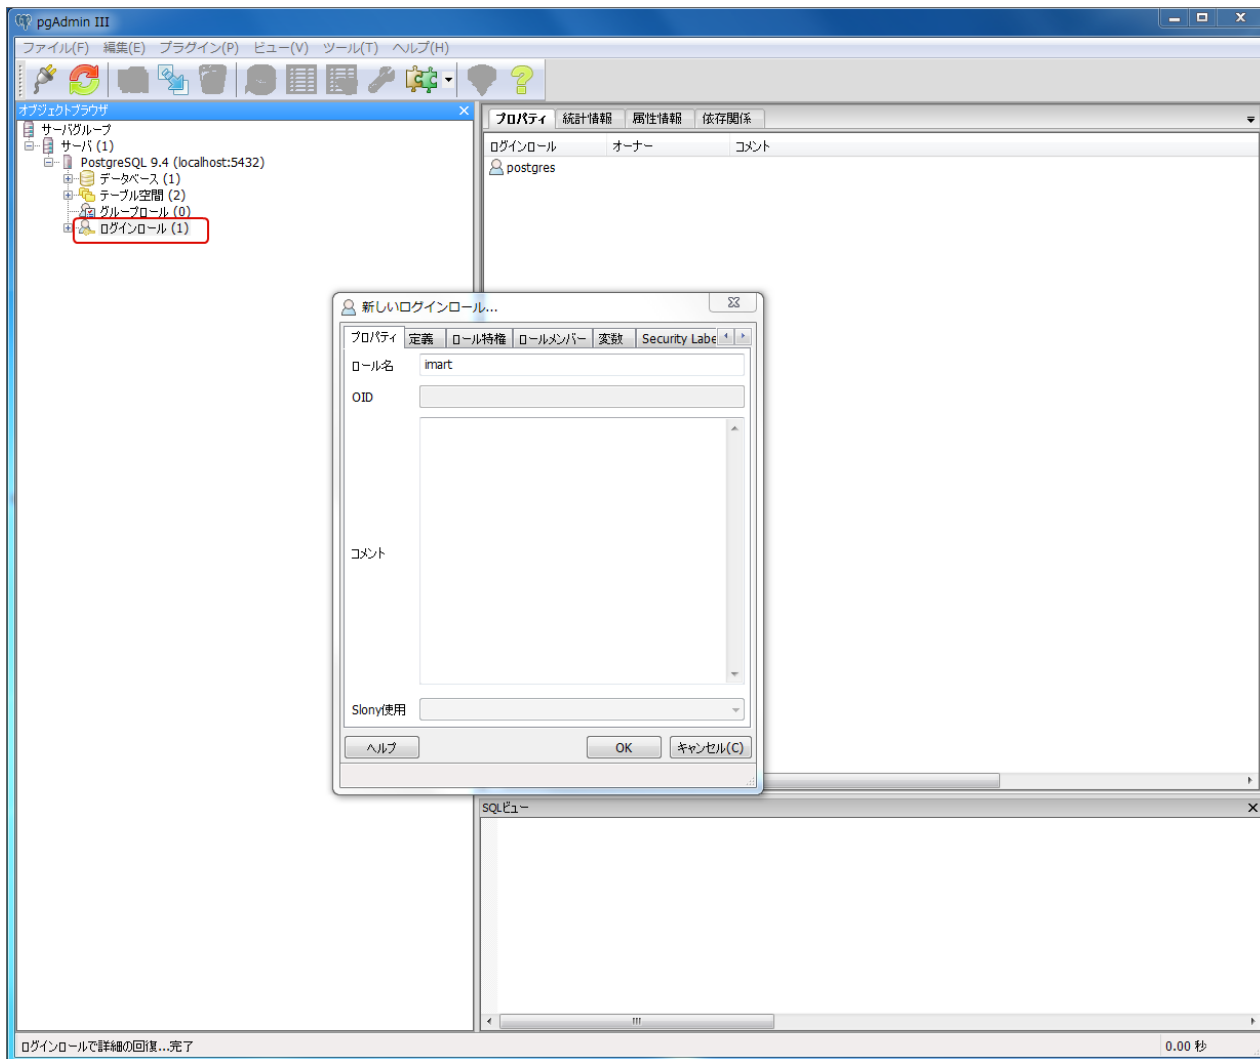 pgAdmin III
ファイル(F) 編集(E) プラグイン(P) ビュー(V) ツール(T) ヘルプ(H)
オブジェクトブラウザ
サーバグループ
サーバ (1)
PostgreSQL 9.4 (localhost:5432)
データベース (1)
テーブル空間 (2)
グループロール (0)
ログインロール (1)
プロパティ 統計情報 属性情報 依存関係
ログインロール オーナー コメント
postgres
新しいログインロール...
プロパティ 定義 ロール特権 ロールメンバー 変数 Security Labe
ロール名 imart
OID
コメント
Slony使用
ヘルプ OK キャンセル(C)
SQLビュー
ログインロールで詳細の回復...完了 0.00 秒